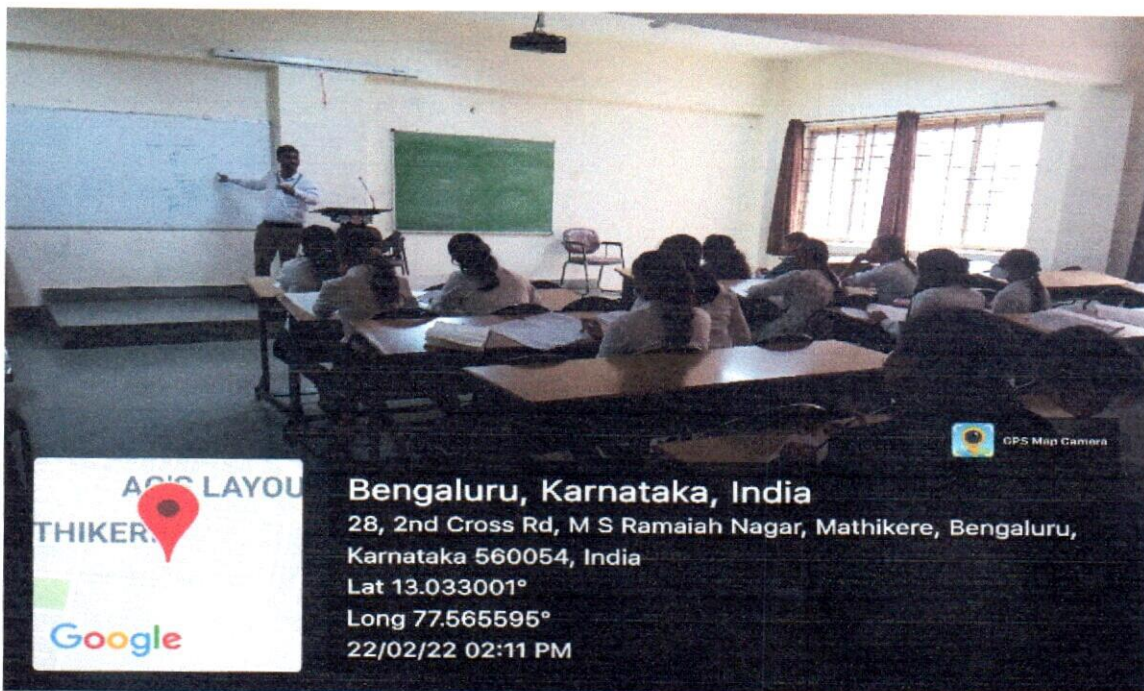 GPS Map Camera
AG'S LAYOU
THIKER
Google
Bengaluru, Karnataka, India
28, 2nd Cross Rd, M S Ramaiah Nagar, Mathikere, Bengaluru,
Karnataka 560054, India
Lat 13.033001°
Long 77.565595°
22/02/22 02:11 PM